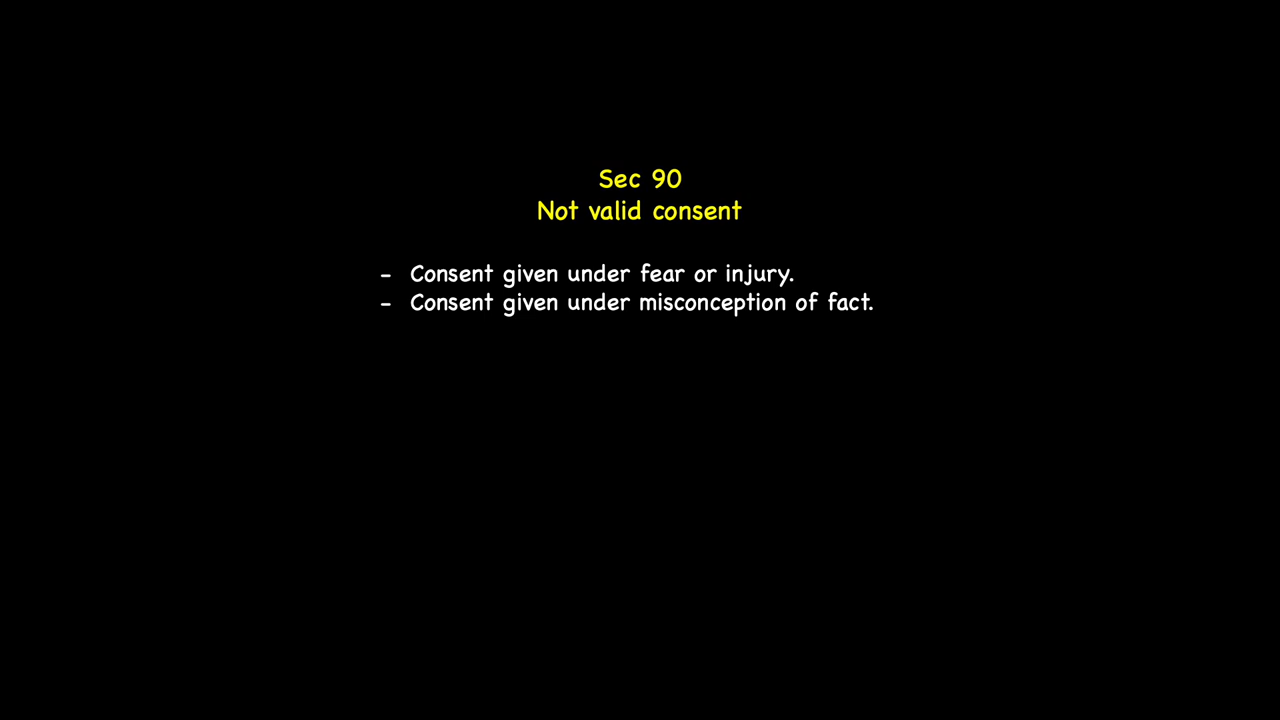 Sec 90
Not valid consent
- Consent given under fear or injury.
- Consent given under misconception of fact.